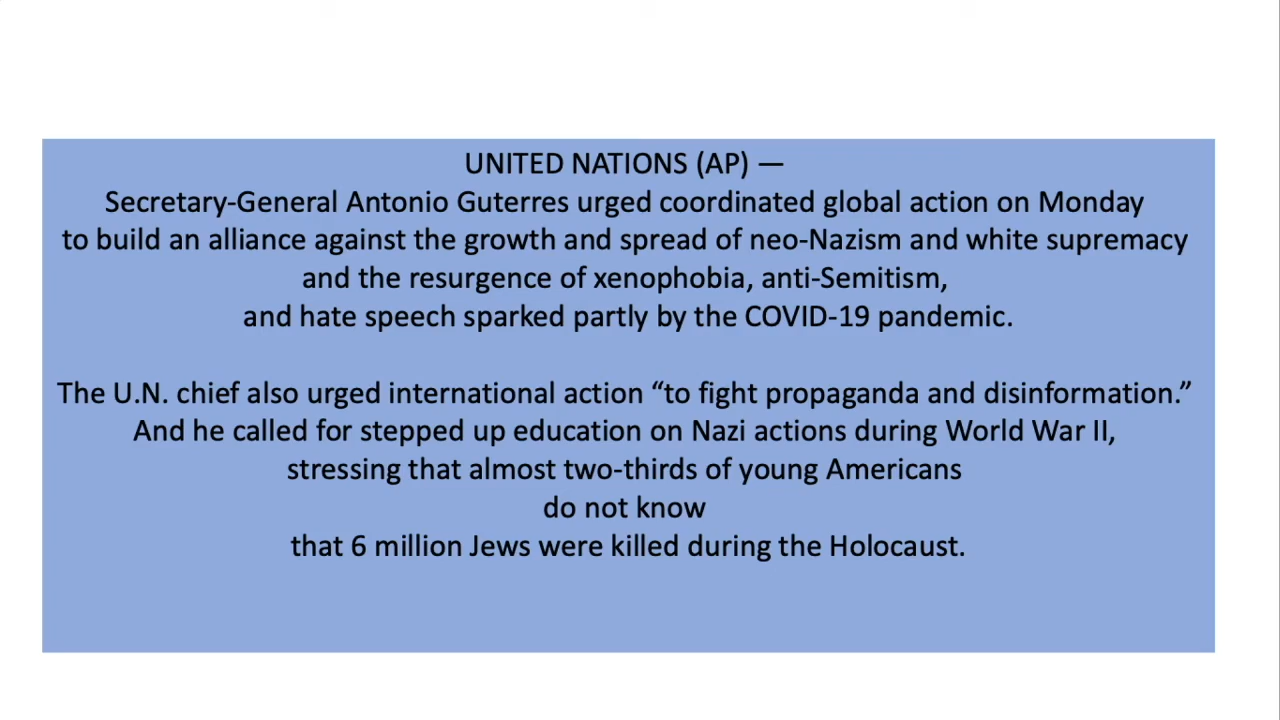 UNITED NATIONS (AP) —
Secretary-General Antonio Guterres urged coordinated global action on Monday
to build an alliance against the growth and spread of neo-Nazism and white supremacy
and the resurgence of xenophobia, anti-Semitism,
and hate speech sparked partly by the COVID-19 pandemic.
The U.N. chief also urged international action “to fight propaganda and disinformation.”
And he called for stepped up education on Nazi actions during World War II,
stressing that almost two-thirds of young Americans
do not know
that 6 million Jews were killed during the Holocaust.